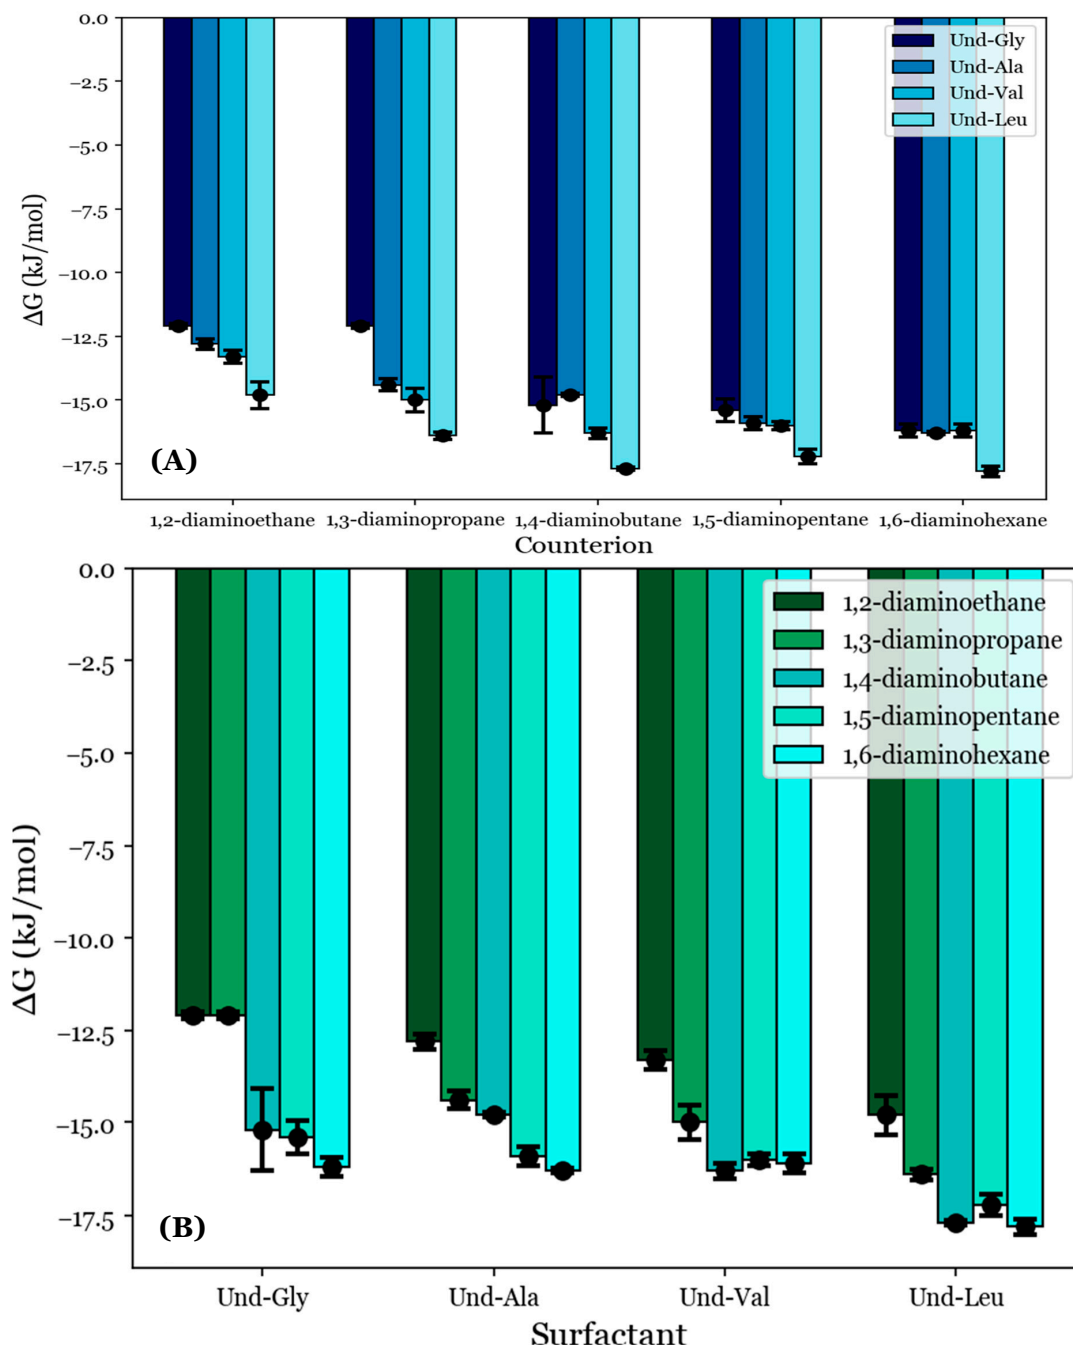 0.0
−2.5
−5.0
−7.5
−10.0
−12.5
−15.0
−17.5
ΔG (kJ/mol)
Und-Gly
Und-Ala
Und-Val
Und-Leu
(A)
1,2-diaminoethane 1,3-diaminopropane 1,4-diaminobutane 1,5-diaminopentane 1,6-diaminohexane
Counterion
0.0
−2.5
−5.0
−7.5
−10.0
−12.5
−15.0
−17.5
ΔG (kJ/mol)
1,2-diaminoethane
1,3-diaminopropane
1,4-diaminobutane
1,5-diaminopentane
1,6-diaminohexane
(B)
Und-Gly Und-Ala Und-Val Und-Leu
Surfactant